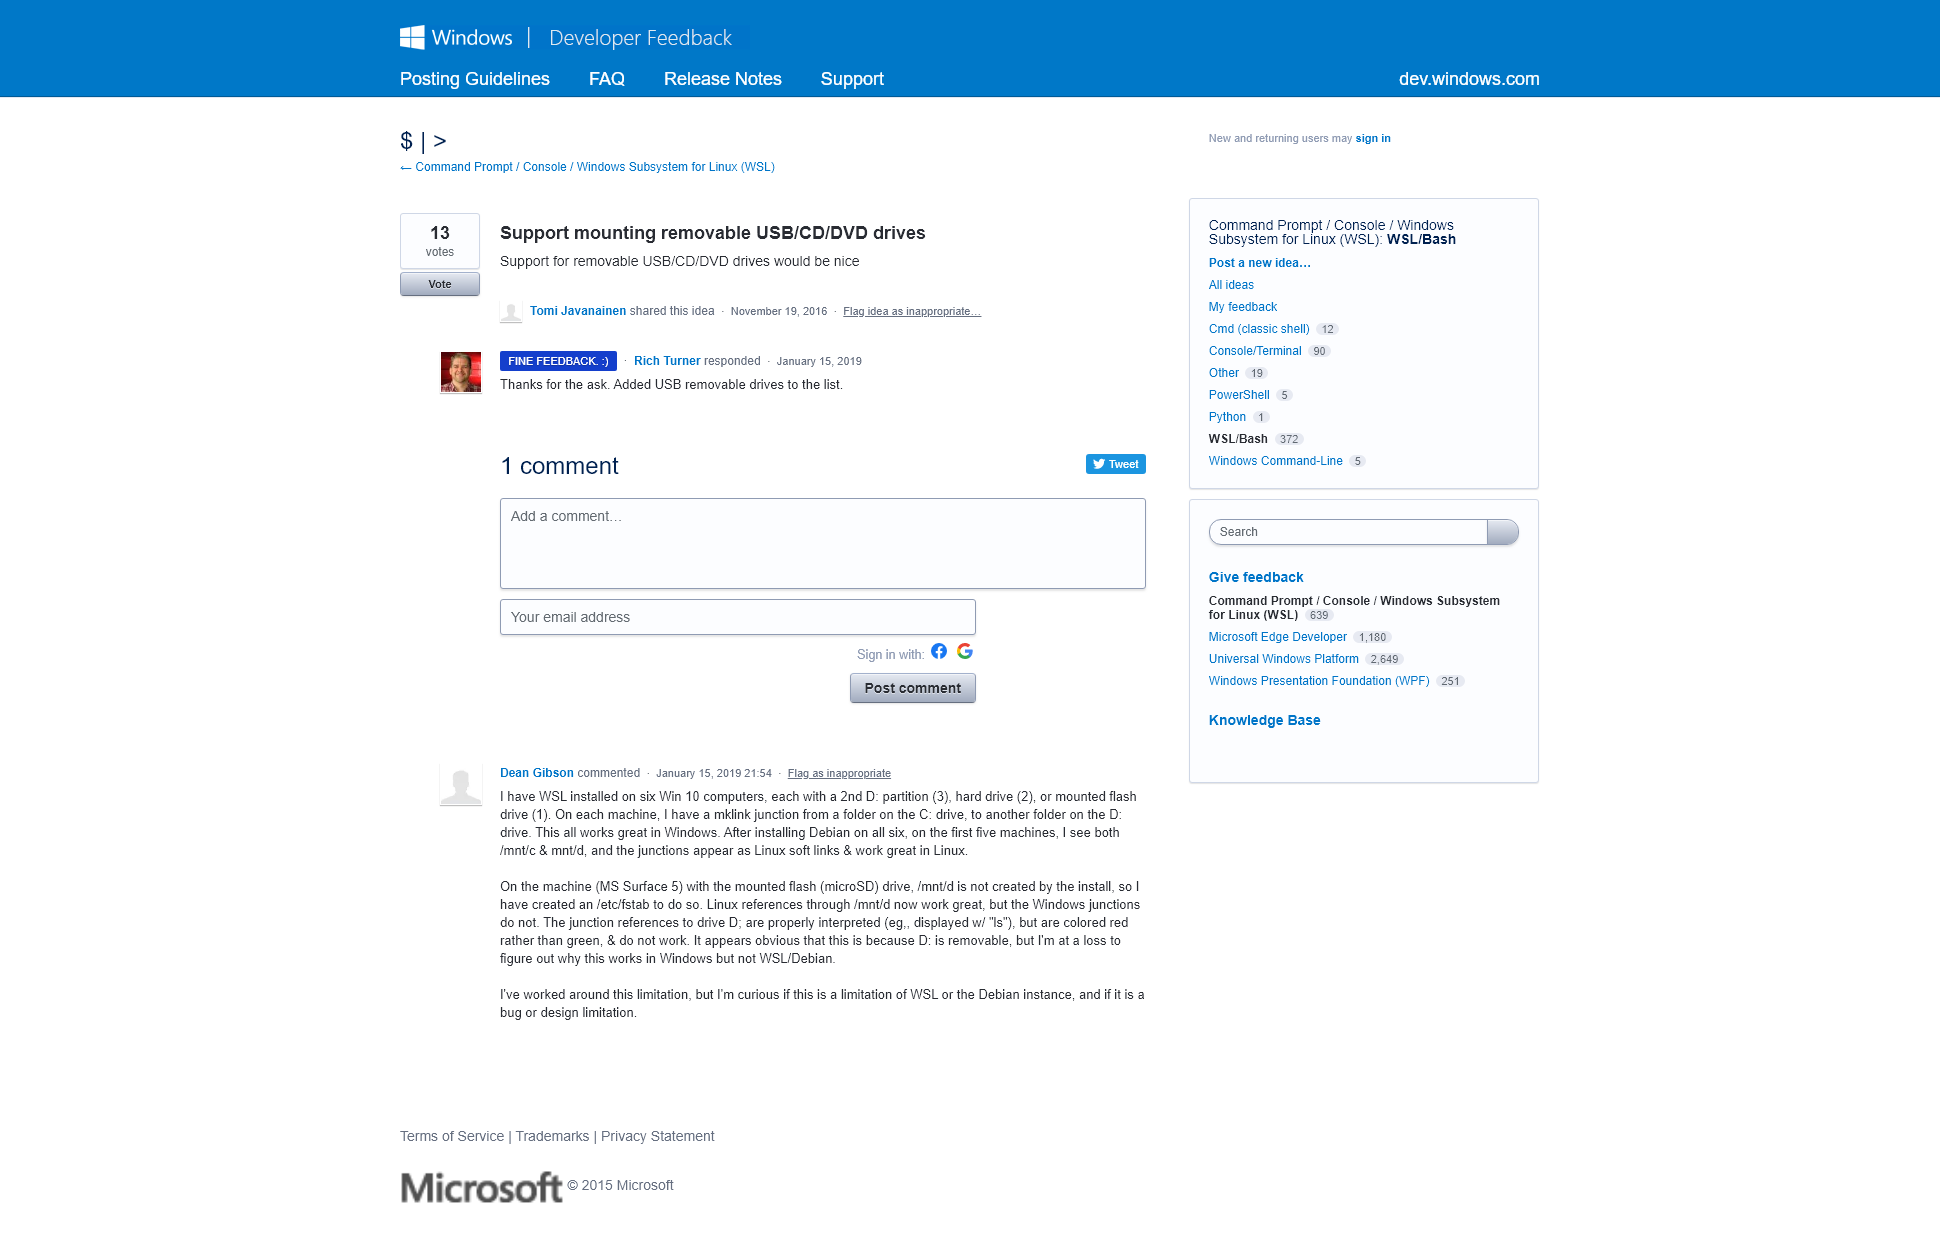 Windows | Developer Feedback
Posting Guidelines FAQ Release Notes Support dev.windows.com
$ | >
← Command Prompt / Console / Windows Subsystem for Linux (WSL)
New and returning users may sign in
13
votes
Vote
Support mounting removable USB/CD/DVD drives
Support for removable USB/CD/DVD drives would be nice
Tomi Javanainen shared this idea · November 19, 2016 · Flag idea as inappropriate…
FINE FEEDBACK. :) · Rich Turner responded · January 15, 2019
Thanks for the ask. Added USB removable drives to the list.
1 comment
Tweet
Add a comment…
Your email address
Sign in with:
Post comment
Dean Gibson commented · January 15, 2019 21:54 · Flag as inappropriate
I have WSL installed on six Win 10 computers, each with a 2nd D: partition (3), hard drive (2), or mounted flash
drive (1). On each machine, I have a mklink junction from a folder on the C: drive, to another folder on the D:
drive. This all works great in Windows. After installing Debian on all six, on the first five machines, I see both
/mnt/c & mnt/d, and the junctions appear as Linux soft links & work great in Linux.
On the machine (MS Surface 5) with the mounted flash (microSD) drive, /mnt/d is not created by the install, so I
have created an /etc/fstab to do so. Linux references through /mnt/d now work great, but the Windows junctions
do not. The junction references to drive D; are properly interpreted (eg,, displayed w/ "ls"), but are colored red
rather than green, & do not work. It appears obvious that this is because D: is removable, but I'm at a loss to
figure out why this works in Windows but not WSL/Debian.
I've worked around this limitation, but I'm curious if this is a limitation of WSL or the Debian instance, and if it is a
bug or design limitation.
Command Prompt / Console / Windows
Subsystem for Linux (WSL): WSL/Bash
Post a new idea…
All ideas
My feedback
Cmd (classic shell) 12
Console/Terminal 90
Other 19
PowerShell 5
Python 1
WSL/Bash 372
Windows Command-Line 5
Search
Give feedback
Command Prompt / Console / Windows Subsystem
for Linux (WSL) 639
Microsoft Edge Developer 1,180
Universal Windows Platform 2,649
Windows Presentation Foundation (WPF) 251
Knowledge Base
Terms of Service | Trademarks | Privacy Statement
Microsoft © 2015 Microsoft